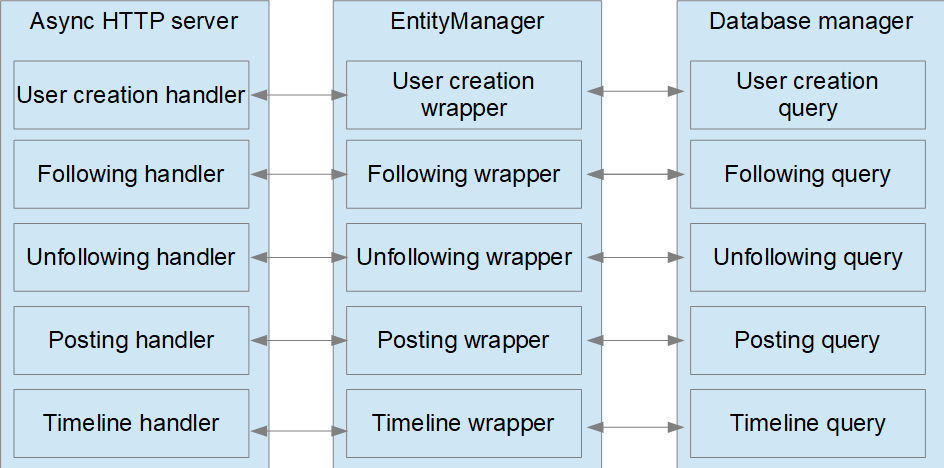 Async HTTP server
User creation handler
Following handler
Unfollowing handler
Posting handler
Timeline handler
EntityManager
User creation
wrapper
Following wrapper
Unfollowing wrapper
Posting wrapper
Timeline wrapper
Database manager
User creation
query
Following query
Unfollowing query
Posting query
Timeline query